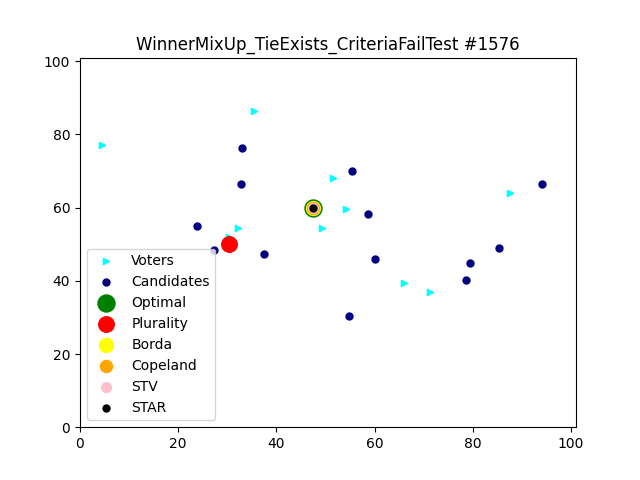 WinnerMixUp_TieExists_CriteriaFailTest #1576
100
80
60
40
20
0
Voters
Candidates
Optimal
Plurality
Borda
Copeland
STV
STAR
0 20 40 60 80 100